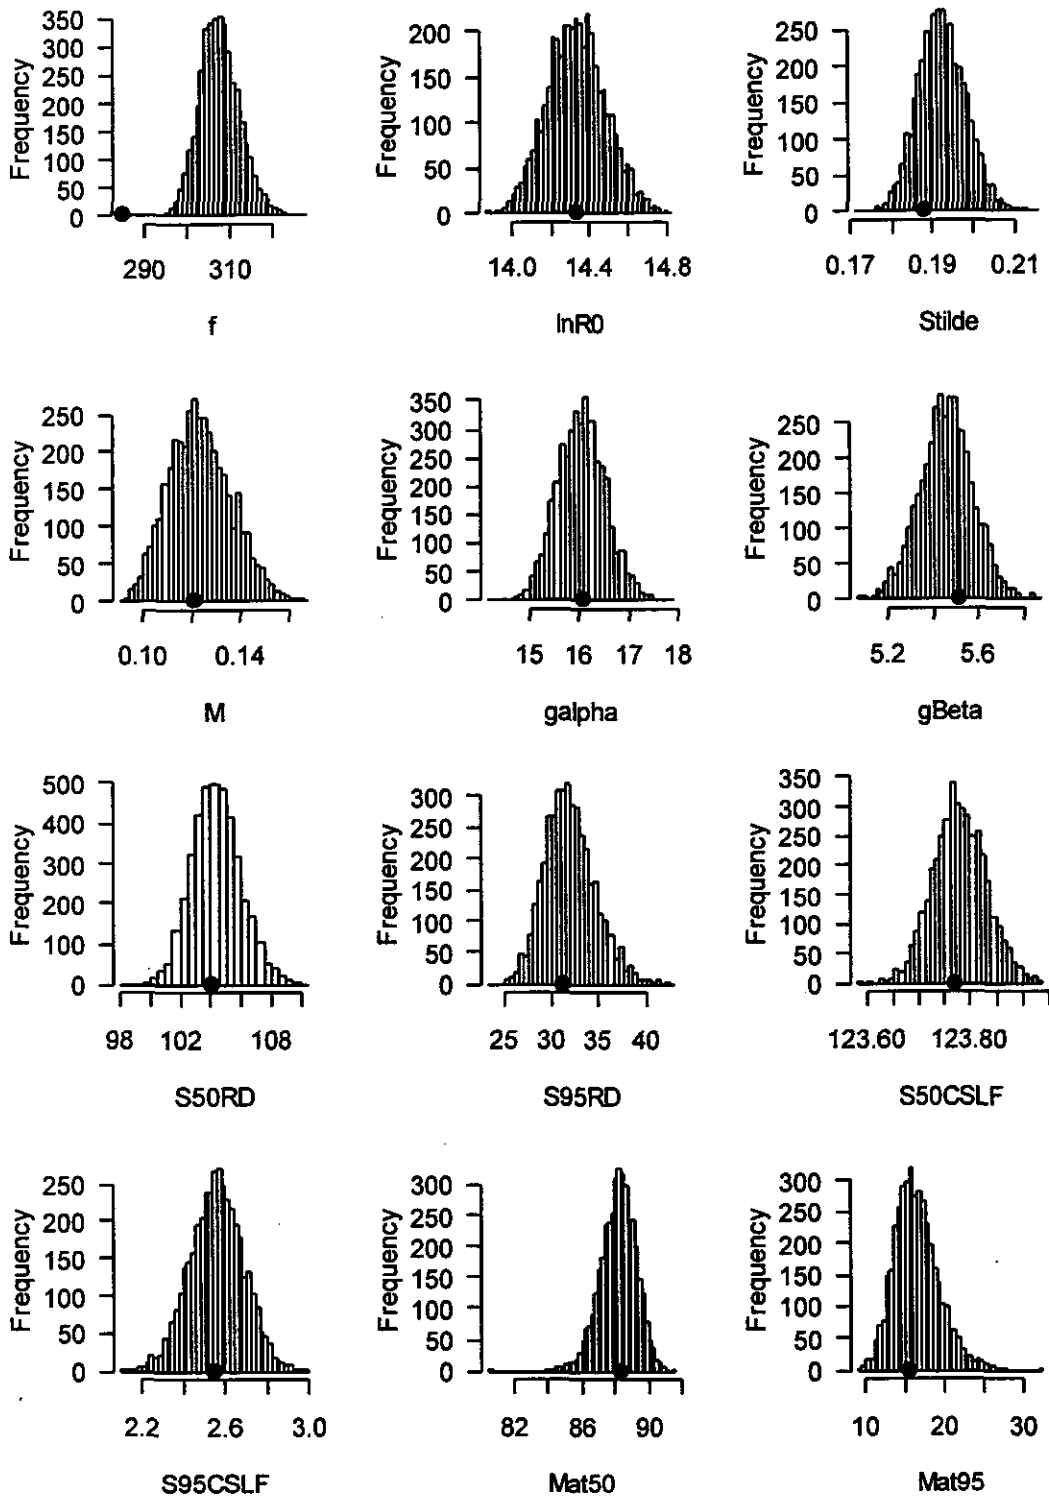 Frequency
350
300
250
200
150
100
50
0
290 310
f
200
150
100
50
0
14.0 14.4 14.8
lnR0
Frequency
250
200
150
100
50
0
0.17 0.19 0.21
Stilde
Frequency
250
200
150
100
50
0
0.10 0.14
M
Frequency
350
300
250
200
150
100
50
0
15 16 17 18
galpha
Frequency
250
200
150
100
50
0
5.2 5.6
gBeta
Frequency
500
400
300
200
100
0
98 102 108
S50RD
Frequency
300
250
200
150
100
50
0
25 30 35 40
S95RD
Frequency
350
300
250
200
150
100
50
0
123.60 123.80
S50CSLF
Frequency
250
200
150
100
50
0
2.2 2.6 3.0
S95CSLF
Frequency
300
250
200
150
100
50
0
82 86 90
Mat50
Frequency
300
250
200
150
100
50
0
10 20 30
Mat95
Frequency